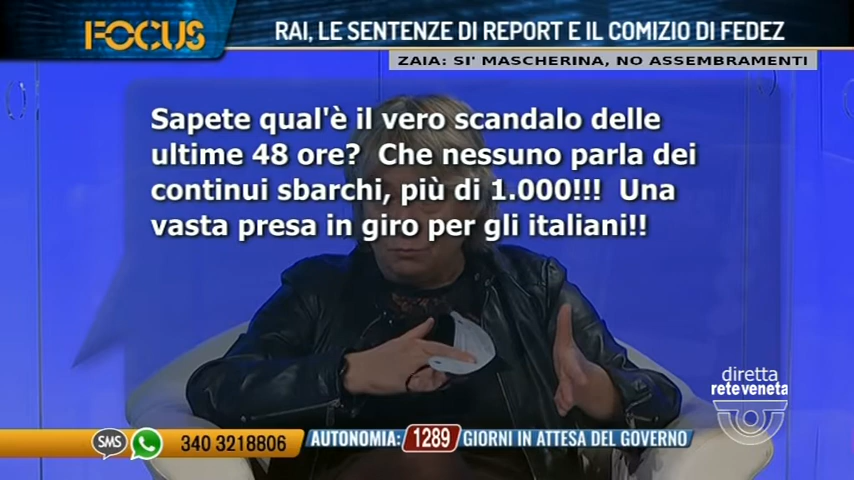 FOCUS
RAI, LE SENTENZE DI REPORT E IL COMIZIO DI FEDEZ
ZAIA: SI' MASCHERINA, NO ASSEMBRAMENTI
Sapete qual'è il vero scandalo delle
ultime 48 ore? Che nessuno parla dei
continui sbarchi, più di 1.000!!! Una
vasta presa in giro per gli italiani!!
diretta
reteveneta
SMS 340 3218806
AUTONOMIA: 1289 GIORNI IN ATTESA DEL GOVERNO